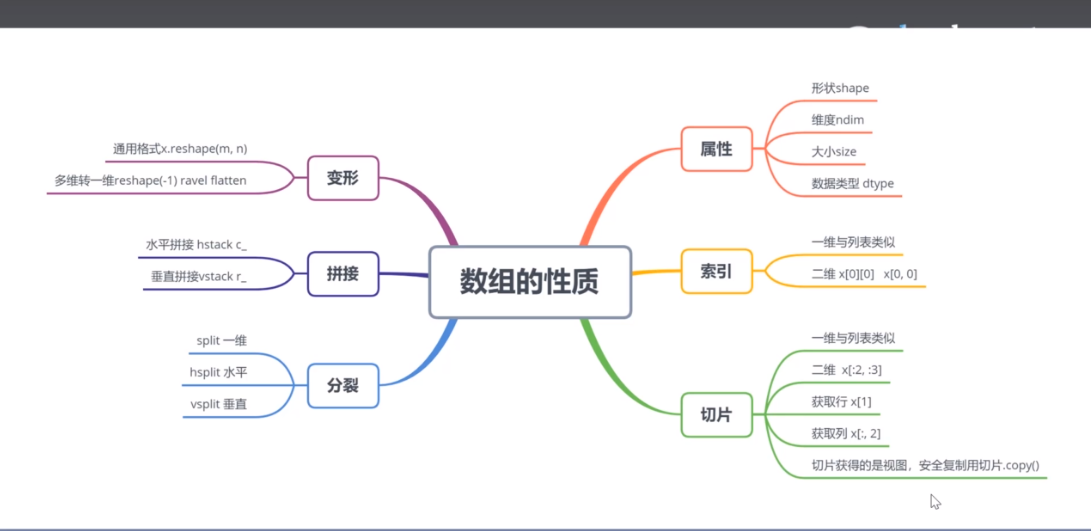 数组的性质
变形
通用格式x.reshape(m, n)
多维转一维reshape(-1) ravel flatten
拼接
水平拼接 hstack c_
垂直拼接vstack r_
分裂
split 一维
hsplit 水平
vsplit 垂直
属性
形状shape
维度ndim
大小size
数据类型 dtype
索引
一维与列表类似
二维 x[0][0]   x[0, 0]
切片
一维与列表类似
二维  x[:2, :3]
获取行 x[1]
获取列 x[:, 2]
切片获得的是视图，安全复制用切片.copy()